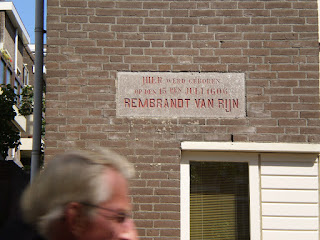 HIER WERD GEBOREN
OP DEN 15 DEN JULI 1606
REMBRANDT VAN RIJN